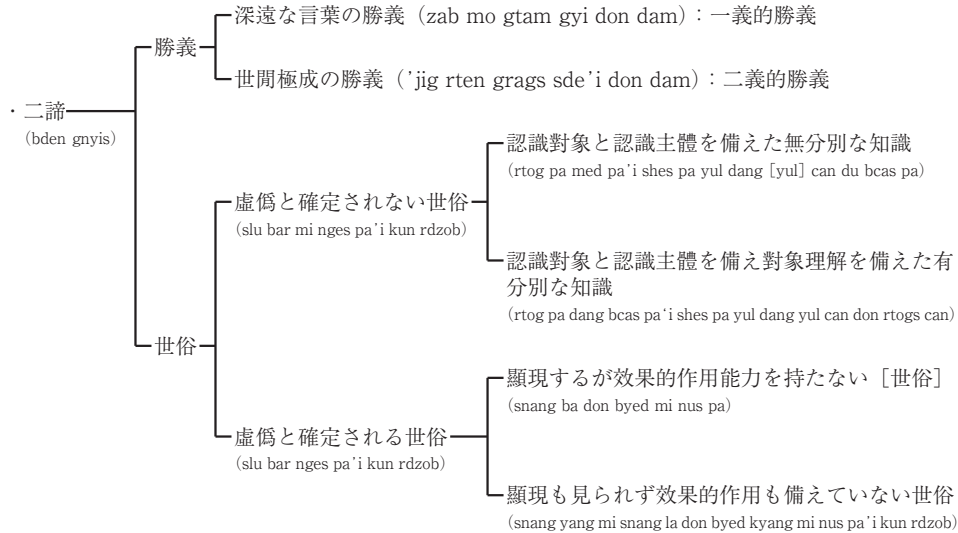 深遠な言葉の勝義（zab mo gtam gyi don dam）：一義的勝義
勝義
世閒極成の勝義（’jig rten grags sde’i don dam）：二義的勝義
・二諦
（bden gnyis）
認識對象と認識主體を備えた無分別な知識
（rtog pa med pa’i shes pa yul dang［yul］can du bcas pa）
虛僞と確定されない世俗
（slu bar mi nges pa’i kun rdzob）
認識對象と認識主體を備え對象理解を備えた有
分別な知識
（rtog pa dang bcas pa‘i shes pa yul dang yul can don rtogs can）
世俗
顯現するが效果的作用能力を持たない［世俗］
（snang ba don byed mi nus pa）
虛僞と確定される世俗
（slu bar nges pa’i kun rdzob）
顯現も見られず效果的作用も備えていない世俗
（snang yang mi snang la don byed kyang mi nus pa’i kun rdzob）